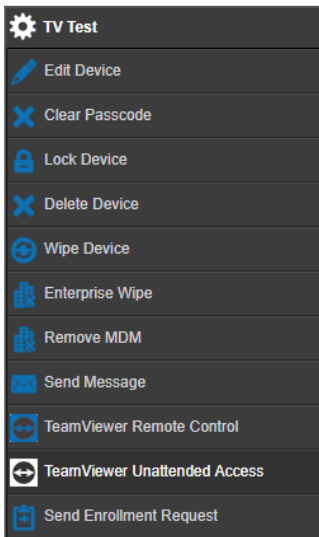 TV Test
Edit Device
Clear Passcode
Lock Device
Delete Device
Wipe Device
Enterprise Wipe
Remove MDM
Send Message
TeamViewer Remote Control
TeamViewer Unattended Access
Send Enrollment Request